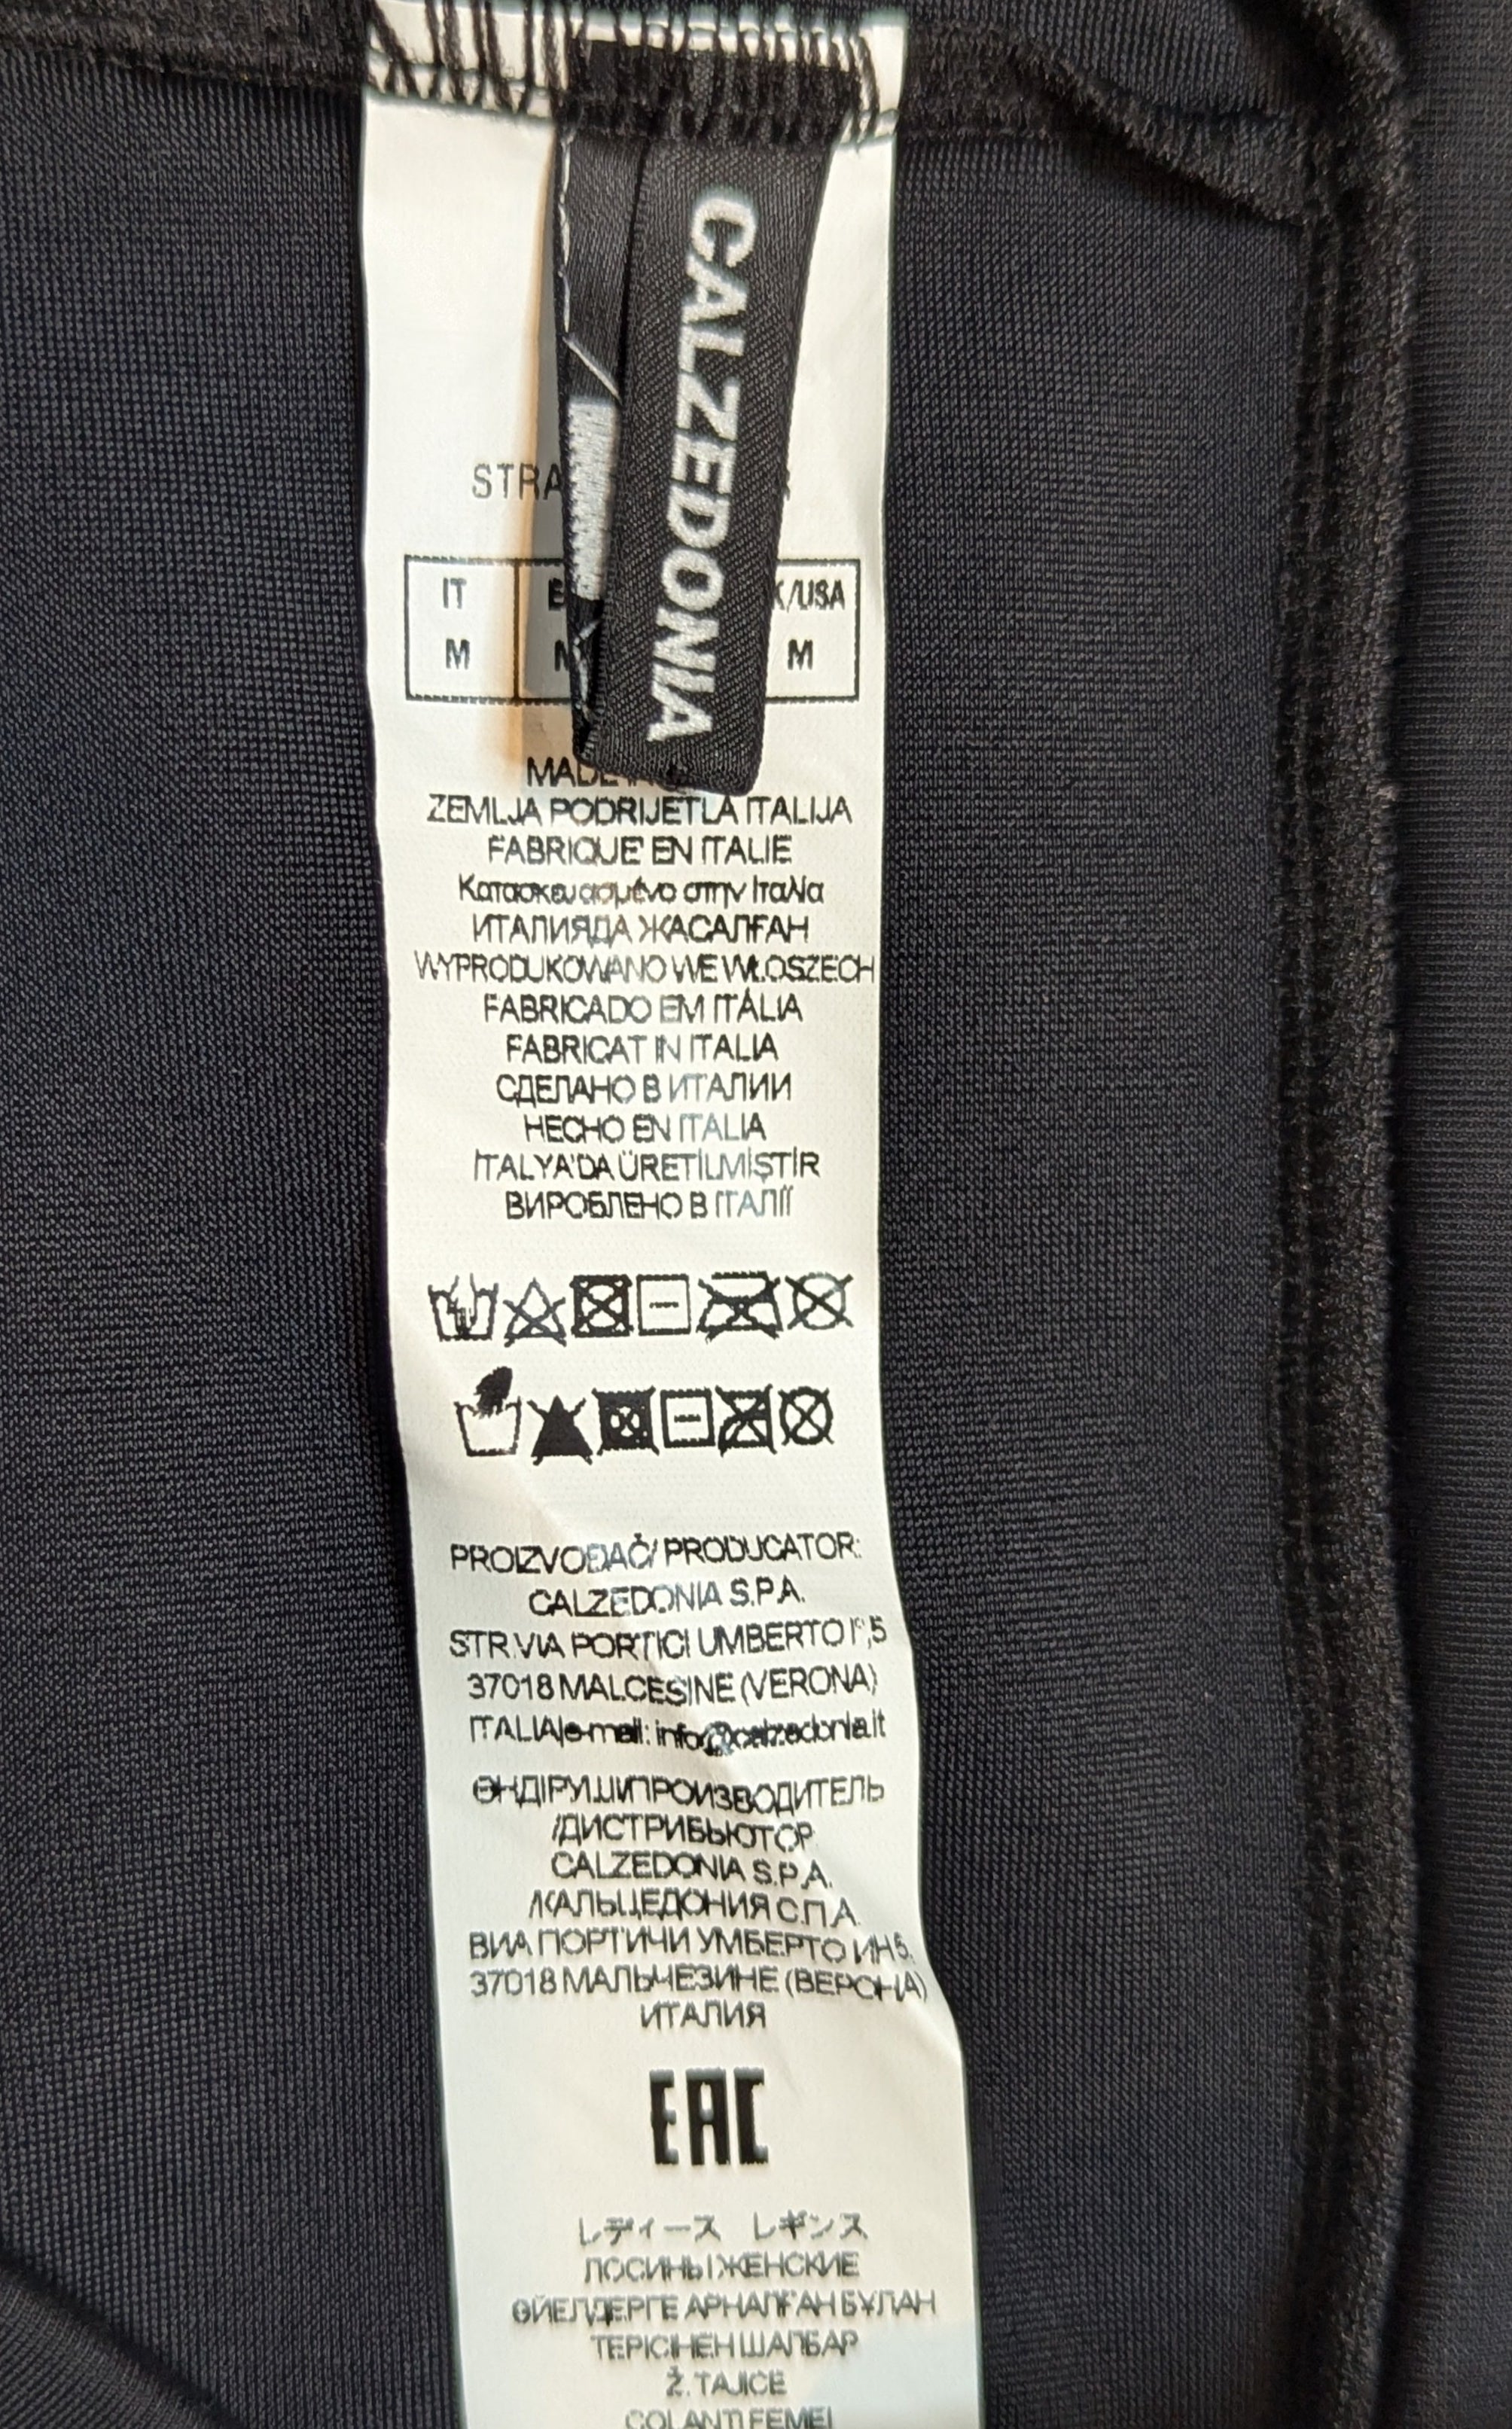 CALZEDONIA
IT
/USA
M
M
MADE
ZEMLJA PODRIJETLA ITALIJA
FABRIQUE' EN ITALIE
Κατασκευασμένο στην Ιταλία
ИТАЛИЯДА ЖАСАЛҒАН
WYPRODUKOWANO WE WŁOSZECH
FABRICADO EM ITÁLIA
FABRICAT IN ITALIA
СДЕЛАНО В ИТАЛИИ
HECHO EN ITALIA
İTALYA'DA ÜRETİLMİŞTİR
ВИРОБЛЕНО В ІТАЛІЇ
PROIZVOĐAČ/ PRODUCATOR:
CALZEDONIA S.P.A.
STR.VIA PORTICI UMBERTO I°,5
37018 MALCESINE (VERONA)
ITALIA|e-mail: info@calzedonia.it
ӨНДІРУШІ/ПРОИЗВОДИТЕЛЬ
/ДИСТРИБЬЮТОР
CALZEDONIA S.P.A.
/КАЛЬЦЕДОНИЯ С.П.А.
ВИА ПОРТИЧИ УМБЕРТО
37018 МАЛЬЧЕЗИНЕ (ВЕРОНА)
ИТАЛИЯ
EAC
レディース レギンス
ЛОСИНЫ ЖЕНСКИЕ
ӨЙЕЛДЕРГЕ АРНАЛҒАН БҰЛАН
ТЕРІСІНЕН ШАЛБАР
Ž. TAJICE
COLANTI FEMEI